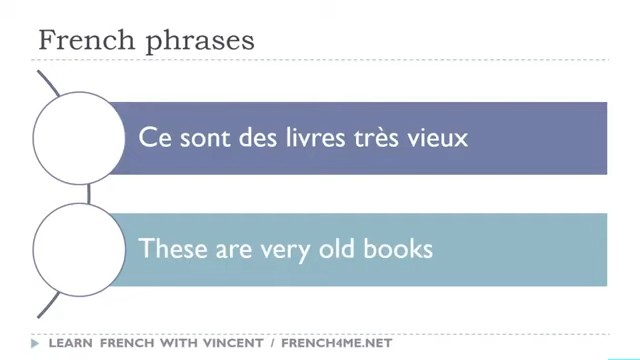 French phrases
Ce sont des livres très vieux
These are very old books
LEARN FRENCH WITH VINCENT / FRENCH4ME.NET